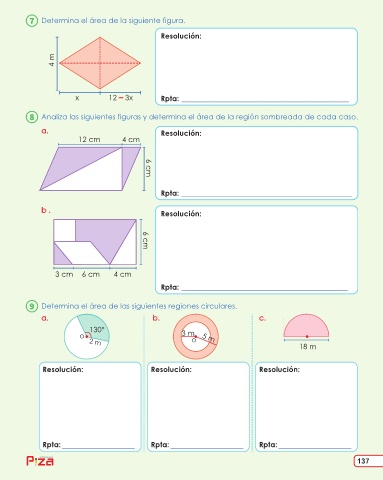 7 Determina el área de la siguiente figura.
Resolución:
4 m
x 12 – 3x
Rpta:
8 Analiza las siguientes figuras y determina el área de la región sombreada de cada caso.
a.
Resolución:
12 cm 4 cm
6 cm
Rpta:
b.
Resolución:
6 cm
3 cm 6 cm 4 cm
Rpta:
9 Determina el área de las siguientes regiones circulares.
a. b. c.
130°
O
2 m
3 m
5 m
O
18 m
Resolución: Resolución: Resolución:
Rpta: Rpta: Rpta:
Pizza
137